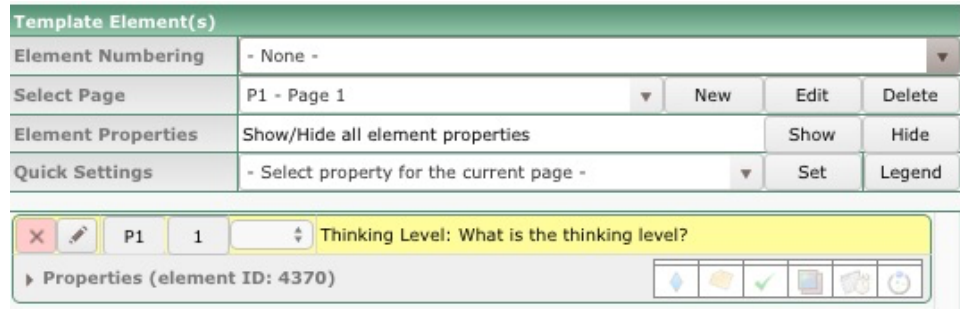 Template Element(s)
Element Numbering - None -
Select Page P1 - Page 1 New Edit Delete
Element Properties Show/Hide all element properties Show Hide
Quick Settings - Select property for the current page - Set Legend
P1 1 Thinking Level: What is the thinking level?
Properties (element ID: 4370)